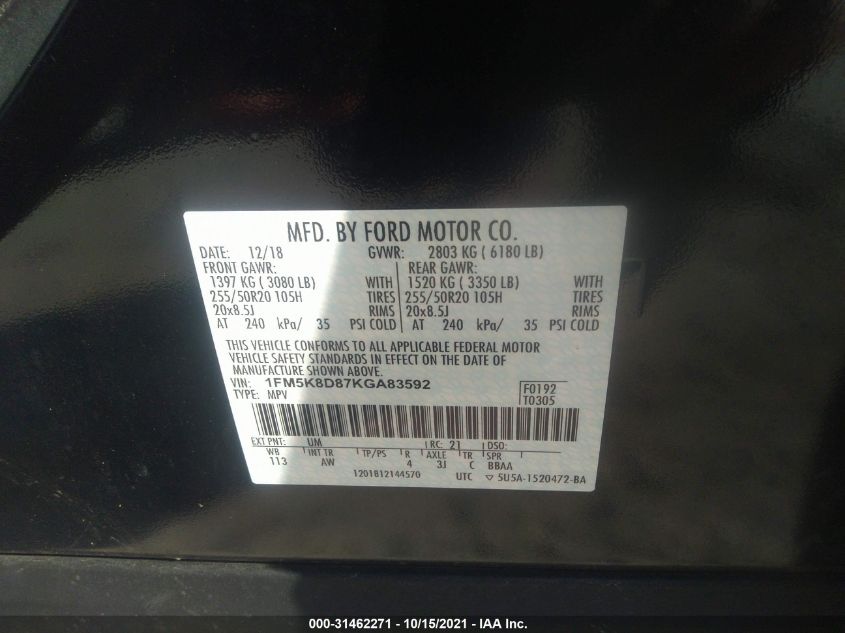 MFD. BY FORD MOTOR CO.
DATE: 12/18 GVWR: 2803 KG ( 6180 LB)
FRONT GAWR: REAR GAWR:
1397 KG ( 3080 LB) WITH 1520 KG ( 3350 LB) WITH
255/50R20 105H TIRES 255/50R20 105H TIRES
20x8.5J RIMS 20x8.5J RIMS
AT 240 kPa/ 35 PSI COLD AT 240 kPa/ 35 PSI COLD
THIS VEHICLE CONFORMS TO ALL APPLICABLE FEDERAL MOTOR
VEHICLE SAFETY STANDARDS IN EFFECT ON THE DATE OF
MANUFACTURE SHOWN ABOVE.
VIN: 1FM5K8D87KGA83592 F0192
TYPE: MPV T0305
EXT PNT: UM RC: 21 DSO:
WB INT TR TP/PS R AXLE TR SPR
113 AW 4 3J C BBAA
1201812144570 UTC ▽ 5U5A-1520472-BA
000-31462271 - 10/15/2021 - IAA Inc.